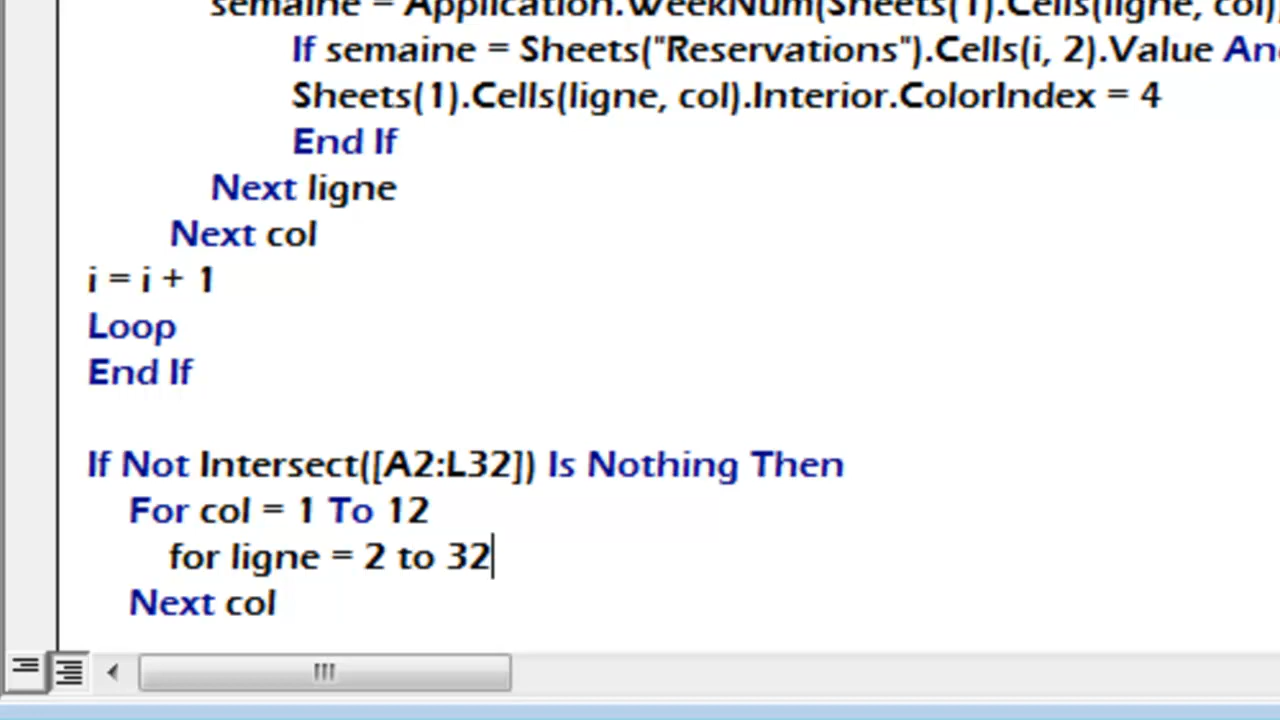 semaine = Application.WeekNum(Sheets(1).Cells(ligne, col)
If semaine = Sheets("Reservations").Cells(i, 2).Value An
Sheets(1).Cells(ligne, col).Interior.ColorIndex = 4
End If
Next ligne
Next col
i = i + 1
Loop
End If
If Not Intersect([A2:L32]) Is Nothing Then
For col = 1 To 12
for ligne = 2 to 32
Next col